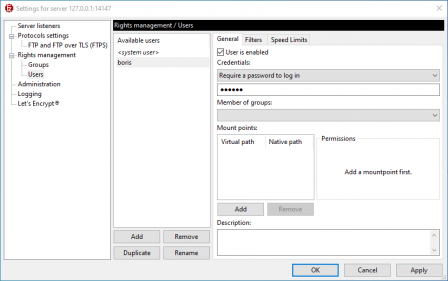 Settings for server 127.0.0.1:14147
Server listeners
Protocols settings
FTP and FTP over TLS (FTPS)
Rights management
Groups
Users
Administration
Logging
Let's Encrypt®
Rights management / Users
Available users
<system user>
boris
Add
Remove
Duplicate
Rename
General
Filters
Speed Limits
User is enabled
Credentials:
Require a password to log in
••••••
Member of groups:
Mount points:
Virtual path
Native path
Add
Remove
Permissions
Add a mountpoint first.
Description:
OK
Cancel
Apply